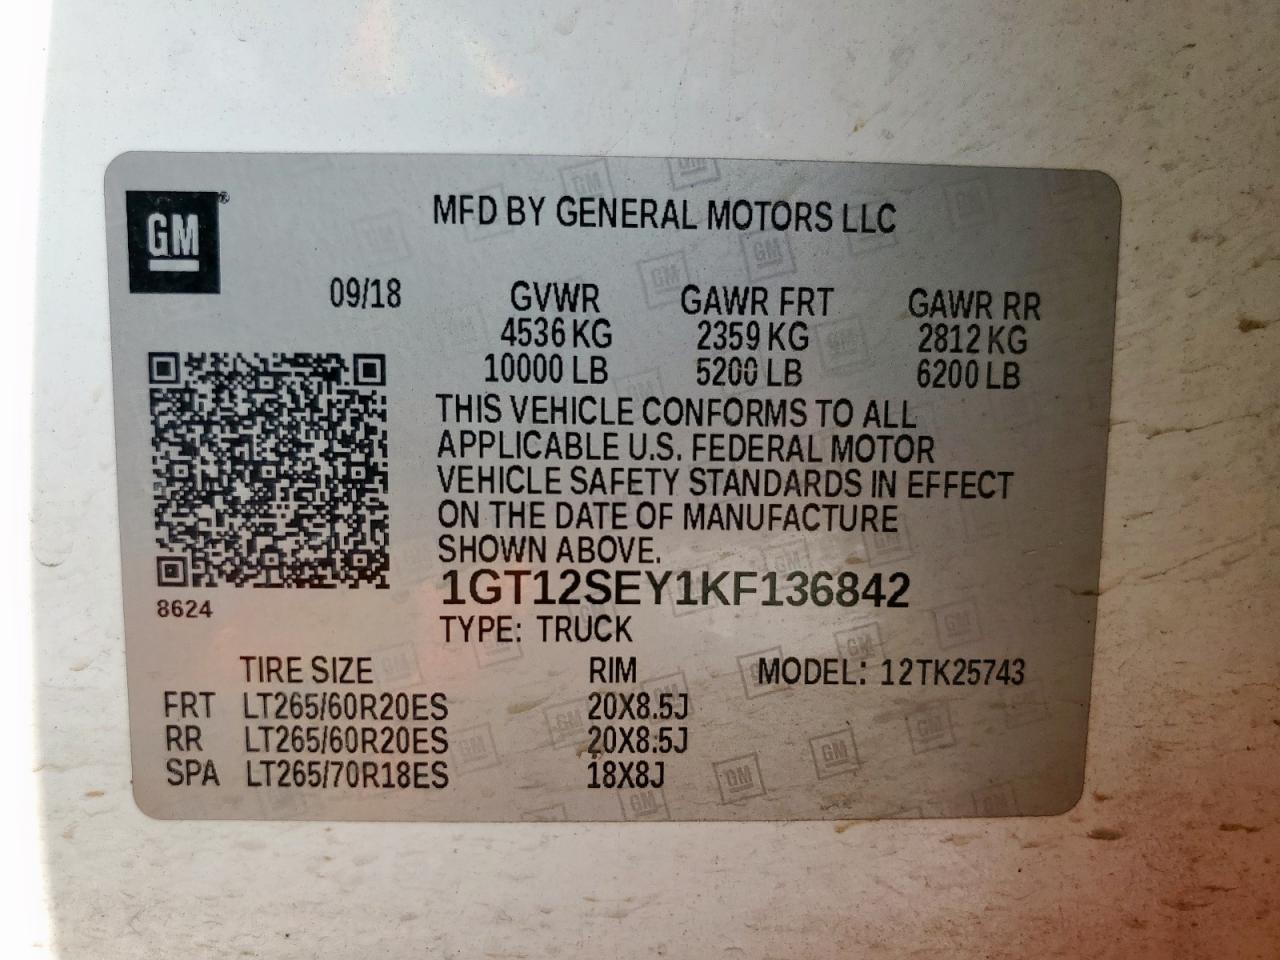 GM®
MFD BY GENERAL MOTORS LLC
09/18 GVWR GAWR FRT GAWR RR
4536 KG 2359 KG 2812 KG
10000 LB 5200 LB 6200 LB
THIS VEHICLE CONFORMS TO ALL
APPLICABLE U.S. FEDERAL MOTOR
VEHICLE SAFETY STANDARDS IN EFFECT
ON THE DATE OF MANUFACTURE
SHOWN ABOVE.
1GT12SEY1KF136842
8624
TYPE: TRUCK
TIRE SIZE RIM MODEL: 12TK25743
FRT LT265/60R20ES 20X8.5J
RR LT265/60R20ES 20X8.5J
SPA LT265/70R18ES 18X8J